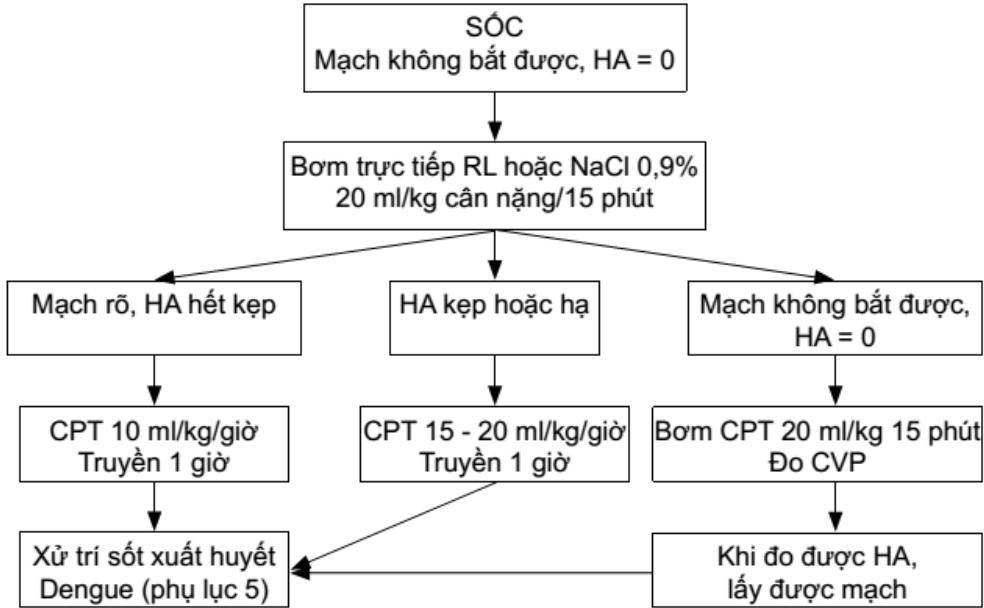 SỐC
Mạch không bắt được, HA = 0
Bơm trực tiếp RL hoặc NaCl 0,9%
20 ml/kg cân nặng/15 phút
Mạch rõ, HA hết kẹp
HA kẹp hoặc hạ
Mạch không bắt được,
HA = 0
CPT 10 ml/kg/giờ
Truyền 1 giờ
CPT 15 - 20 ml/kg/giờ
Truyền 1 giờ
Bơm CPT 20 ml/kg 15 phút
Đo CVP
Xử trí sốt xuất huyết
Dengue (phụ lục 5)
Khi đo được HA,
lấy được mạch